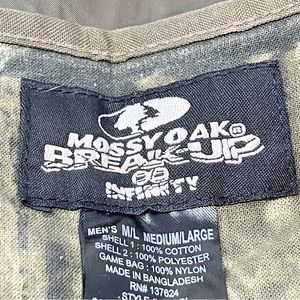 MOSSY OAK®
BREAK-UP
INFINITY
MEN'S M/L MEDIUM/LARGE
SHELL 1 : 100% COTTON
SHELL 2 : 100% POLYESTER
GAME BAG : 100% NYLON
MADE IN BANGLADESH
RN# 137624
STYLE